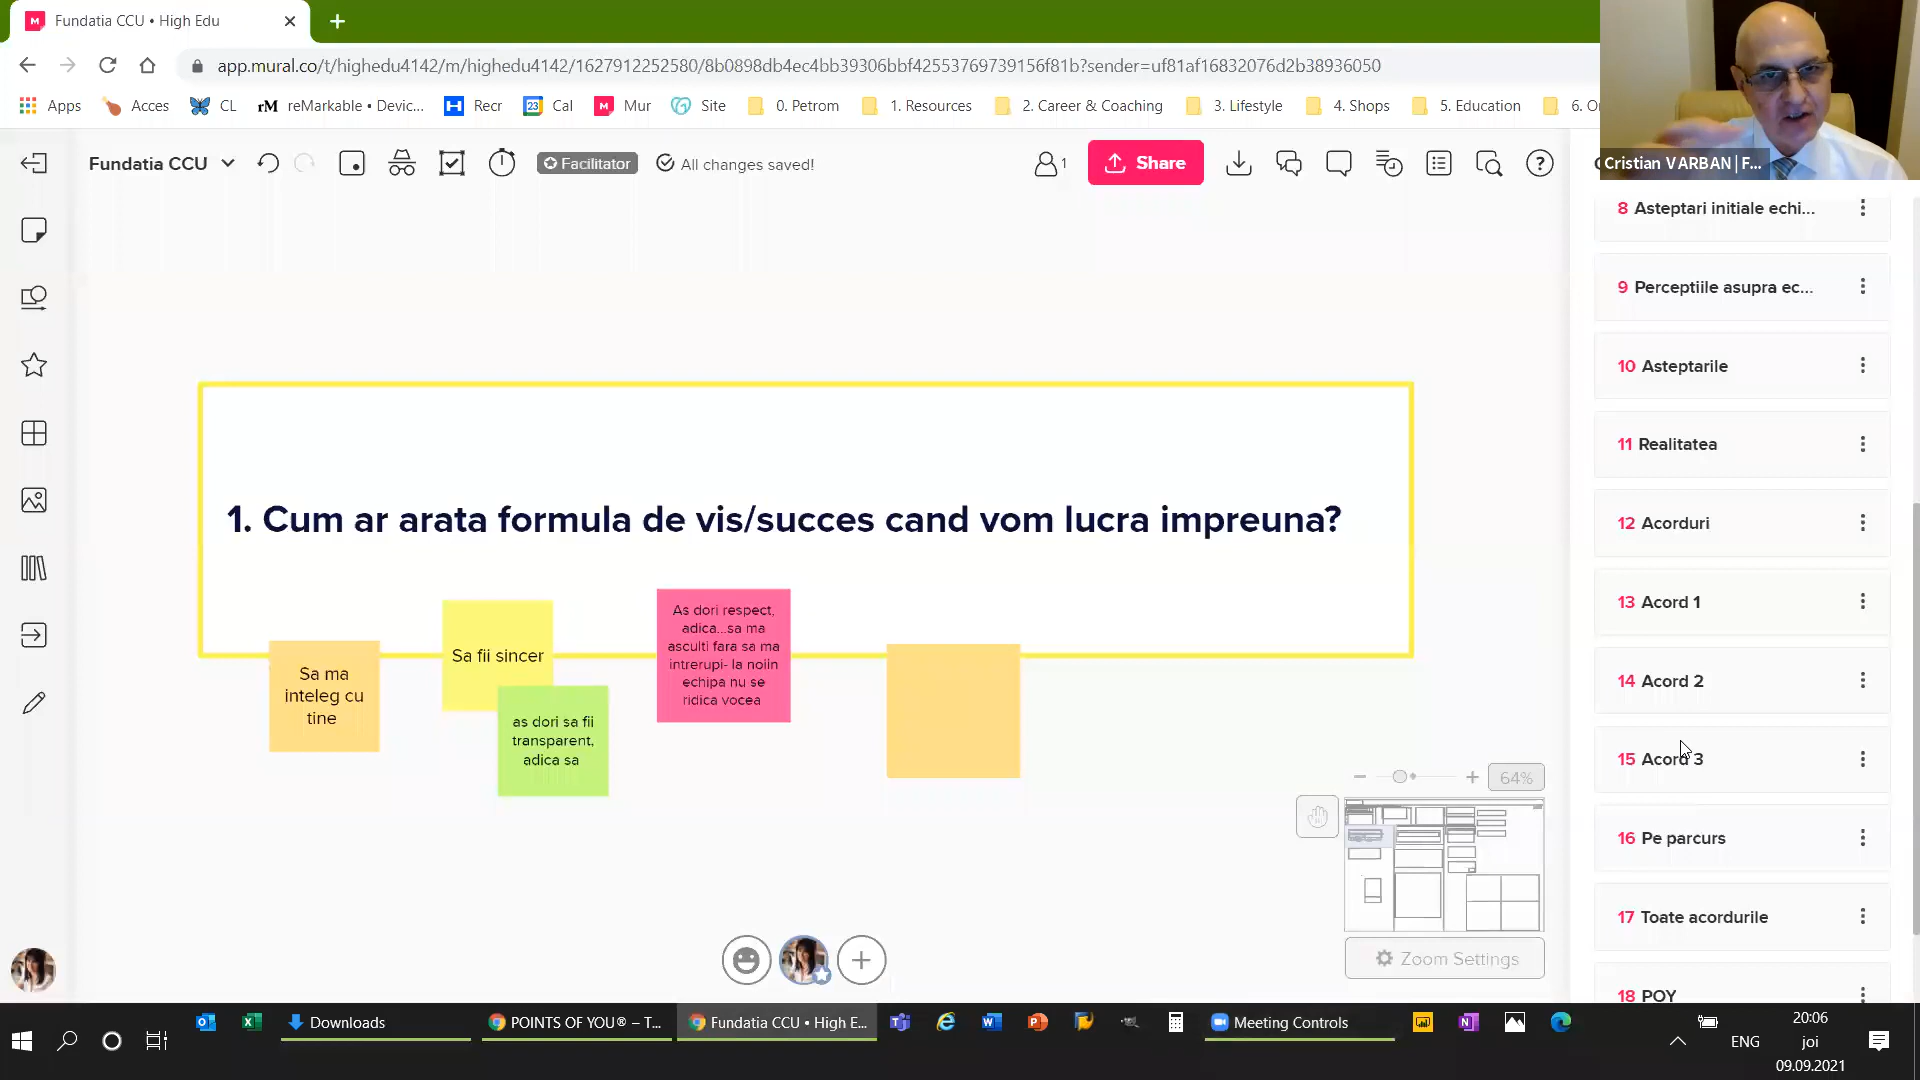 Fundatia CCU • High Edu
app.mural.co/t/highedu4142/m/highedu4142/1627912252580/8b0898db4ec4bb39306bbf42553769739156f81b?sender=uf81af16832076d2b38936050
Apps Acces CL reMarkable • Devic... Recr Cal Mur Site 0. Petrom 1. Resources 2. Career & Coaching 3. Lifestyle 4. Shops 5. Education 6. O
Cristian VARBAN | F...
Fundatia CCU Facilitator All changes saved! 1 Share
8 Asteptari initiale echi...
9 Perceptiile asupra ec...
10 Asteptarile
11 Realitatea
12 Acorduri
13 Acord 1
14 Acord 2
15 Acord 3
16 Pe parcurs
17 Toate acordurile
18 POY
1. Cum ar arata formula de vis/succes cand vom lucra impreuna?
Sa ma
inteleg cu
tine
Sa fii sincer
as dori sa fii
transparent,
adica sa
As dori respect,
adica...sa ma
asculti fara sa ma
intrerupi- la noiin
echipa nu se
ridica vocea
64%
Zoom Settings
Downloads POINTS OF YOU® – T... Fundatia CCU • High E... Meeting Controls
ENG
20:06
joi
09.09.2021